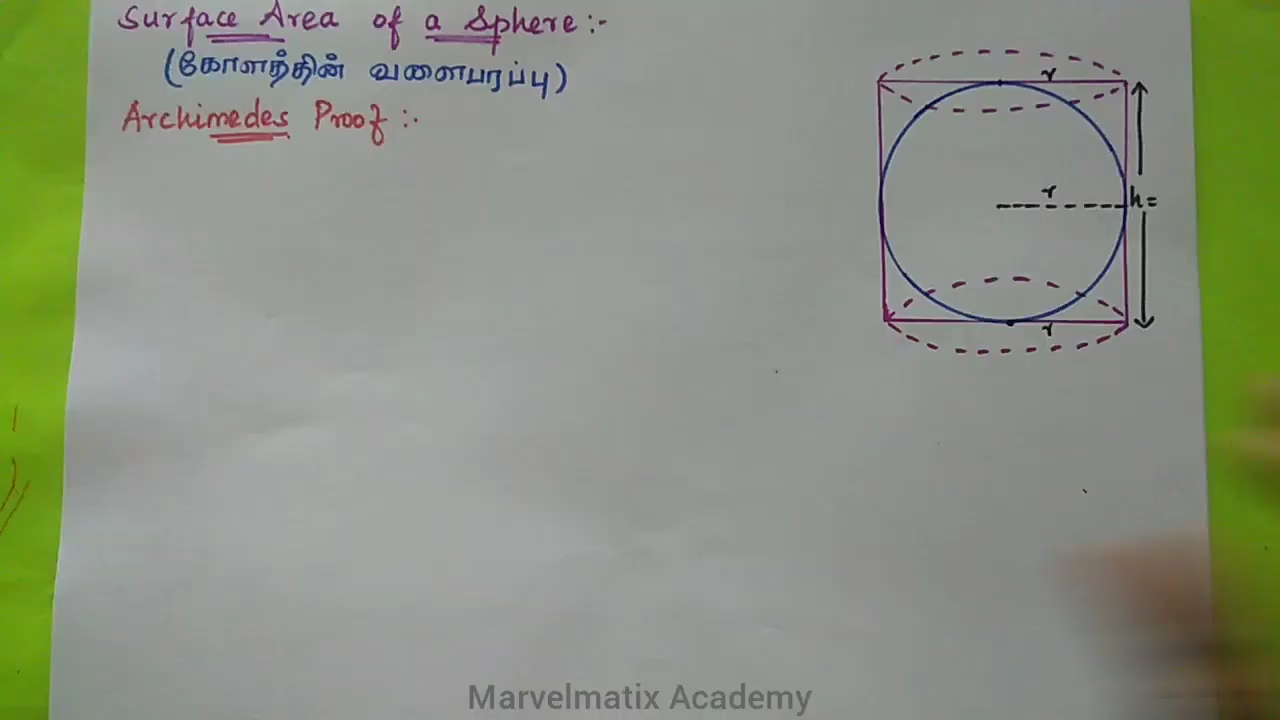 Surface Area of a Sphere:-
(கோளத்தின் வளைபரப்பு)
Archimedes Proof :-
r
r
h=
r
Marvelmatix Academy